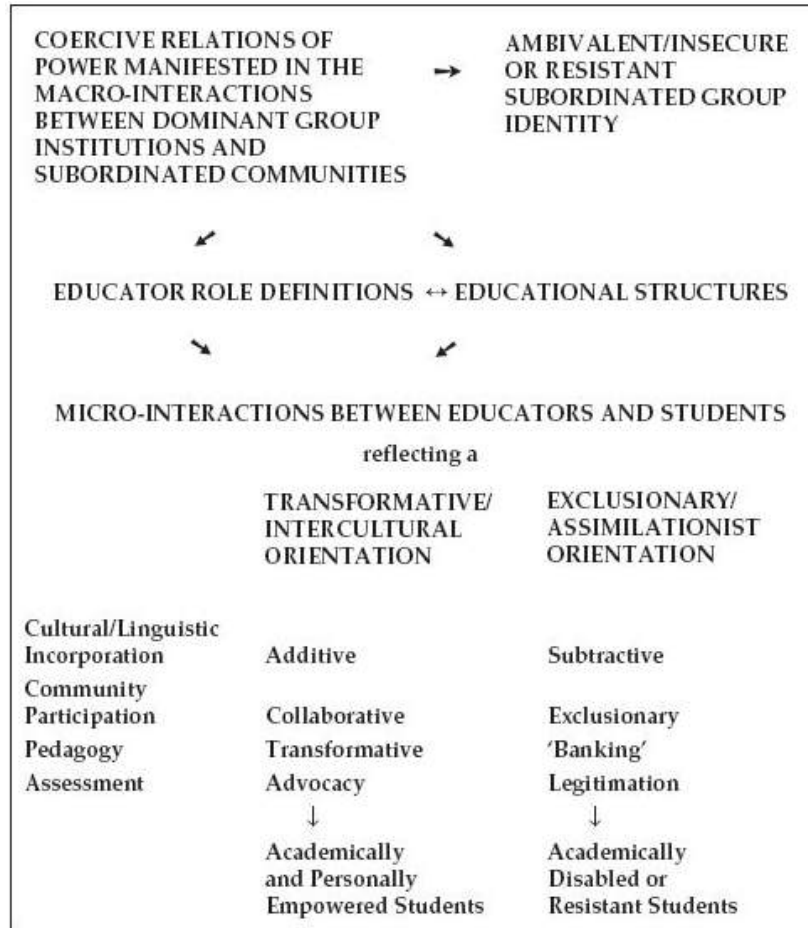 COERCIVE RELATIONS OF
POWER MANIFESTED IN THE
MACRO-INTERACTIONS
BETWEEN DOMINANT GROUP
INSTITUTIONS AND
SUBORDINATED COMMUNITIES
→
AMBIVALENT/INSECURE
OR RESISTANT
SUBORDINATED GROUP
IDENTITY
EDUCATOR ROLE DEFINITIONS ↔ EDUCATIONAL STRUCTURES
MICRO-INTERACTIONS BETWEEN EDUCATORS AND STUDENTS
reflecting a
TRANSFORMATIVE/
INTERCULTURAL
ORIENTATION
EXCLUSIONARY/
ASSIMILATIONIST
ORIENTATION
Cultural/Linguistic
Incorporation Additive Subtractive
Community
Participation Collaborative Exclusionary
Pedagogy Transformative 'Banking'
Assessment Advocacy Legitimation
↓ ↓
Academically
and Personally
Empowered Students
Academically
Disabled or
Resistant Students